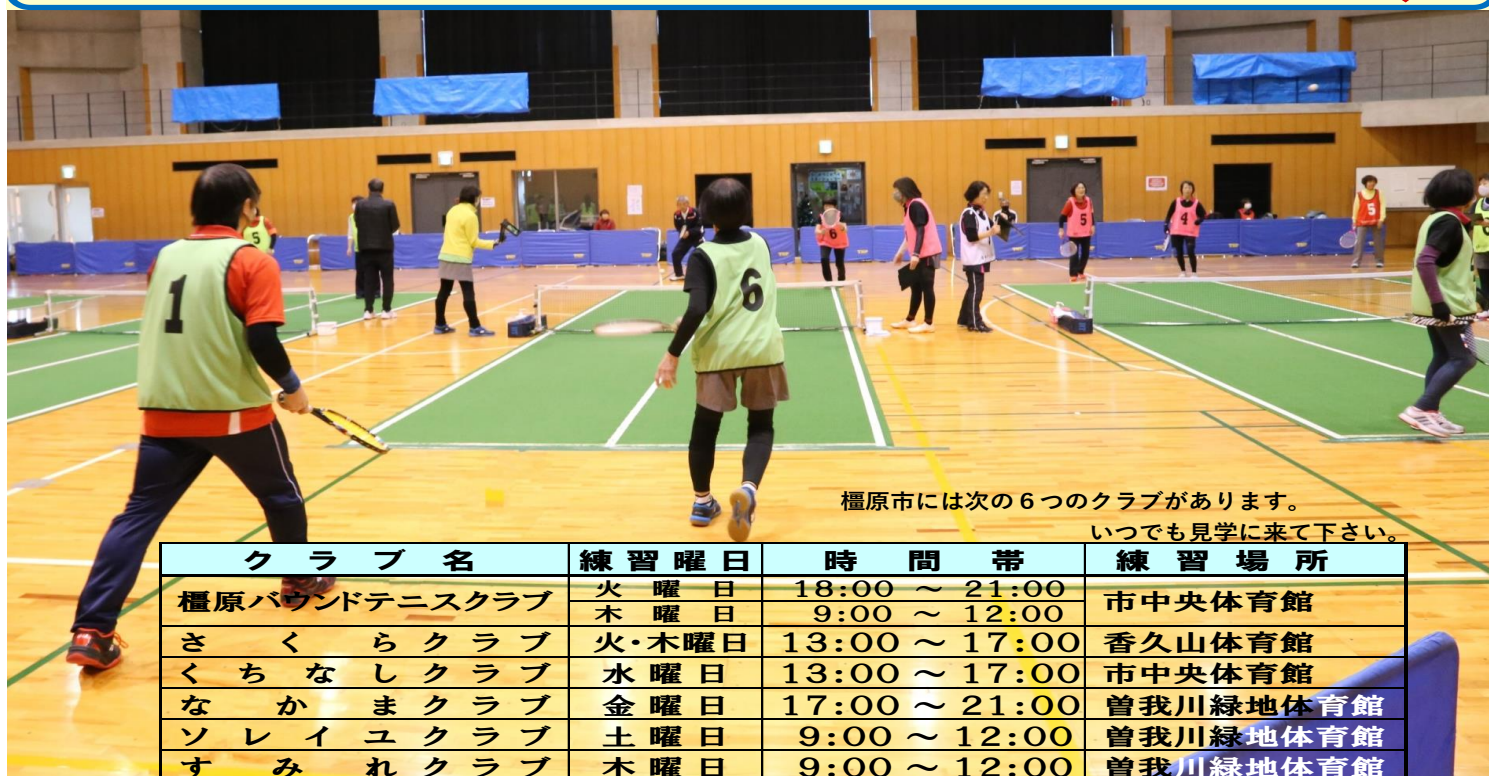 橿原市には次の6つのクラブがあります。
いつでも見学に来て下さい。
クラブ名 練習曜日 時間帯 練習場所
橿原バウンドテニスクラブ 火曜日 18:00 ～ 21:00 市中央体育館
木曜日 9:00 ～ 12:00
さくらクラブ 火・木曜日 13:00 ～ 17:00 香久山体育館
くちなしクラブ 水曜日 13:00 ～ 17:00 市中央体育館
なかまクラブ 金曜日 17:00 ～ 21:00 曽我川緑地体育館
ソレイユクラブ 土曜日 9:00 ～ 12:00 曽我川緑地体育館
すみれクラブ 木曜日 9:00 ～ 12:00 曽我川緑地体育館
1
6
5
6
5
4
5